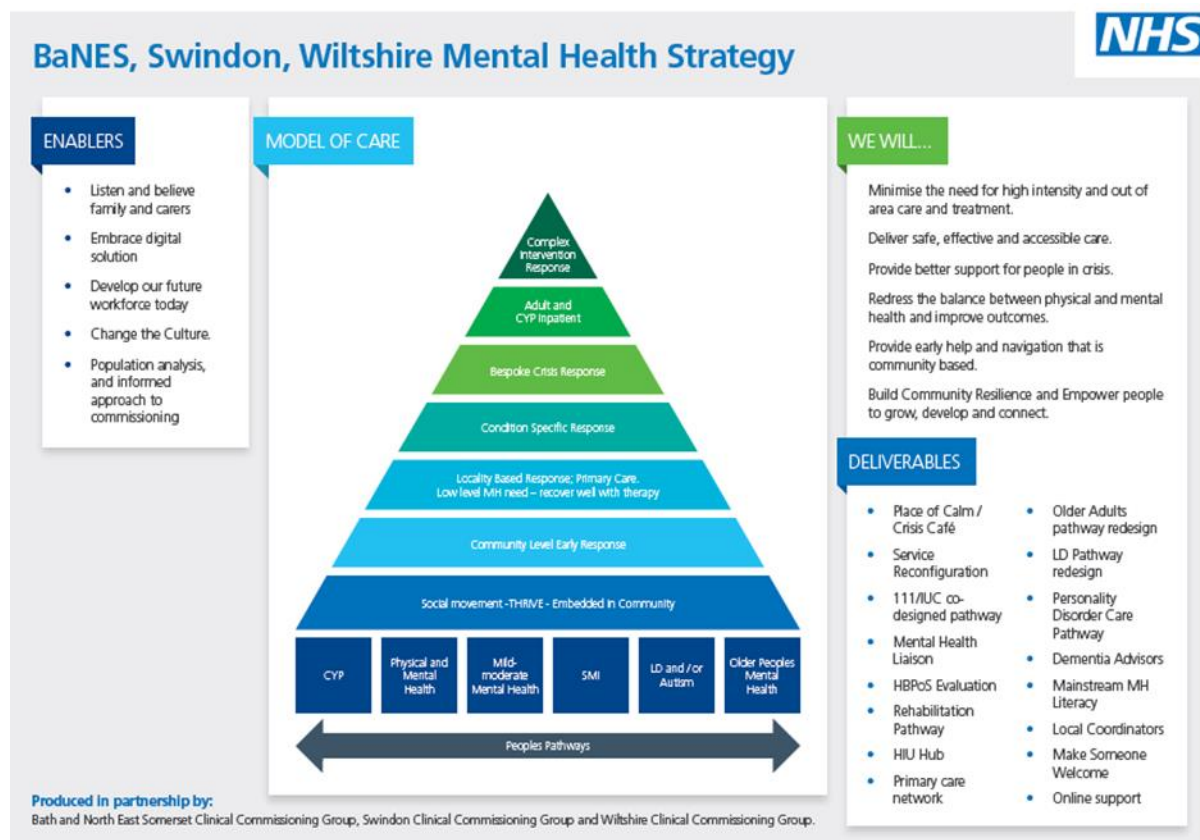 BaNES, Swindon, Wiltshire Mental Health Strategy
NHS
ENABLERS
• Listen and believe
family and carers
• Embrace digital
solution
• Develop our future
workforce today
• Change the Culture.
• Population analysis,
and informed
approach to
commissioning
MODEL OF CARE
Complex
Intervention
Response
Adult and
CYP Inpatient
Bespoke Crisis Response
Condition Specific Response
Locality Based Response; Primary Care.
Low level MH need – recover well with therapy
Community Level Early Response
Social movement -THRIVE - Embedded in Community
CYP
Physical and
Mental
Health
Mild-
moderate
Mental Health
SMI
LD and / or
Autism
Older Peoples
Mental
Health
Peoples Pathways
WE WILL...
Minimise the need for high intensity and out of
area care and treatment.
Deliver safe, effective and accessible care.
Provide better support for people in crisis.
Redress the balance between physical and mental
health and improve outcomes.
Provide early help and navigation that is
community based.
Build Community Resilience and Empower people
to grow, develop and connect.
DELIVERABLES
• Place of Calm /
Crisis Café
• Service
Reconfiguration
• 111/IUC co-
designed pathway
• Mental Health
Liaison
• HBPoS Evaluation
• Rehabilitation
Pathway
• HIU Hub
• Primary care
network
• Older Adults
pathway redesign
• LD Pathway
redesign
• Personality
Disorder Care
Pathway
• Dementia Advisors
• Mainstream MH
Literacy
• Local Coordinators
• Make Someone
Welcome
• Online support
Produced in partnership by:
Bath and North East Somerset Clinical Commissioning Group, Swindon Clinical Commissioning Group and Wiltshire Clinical Commissioning Group.